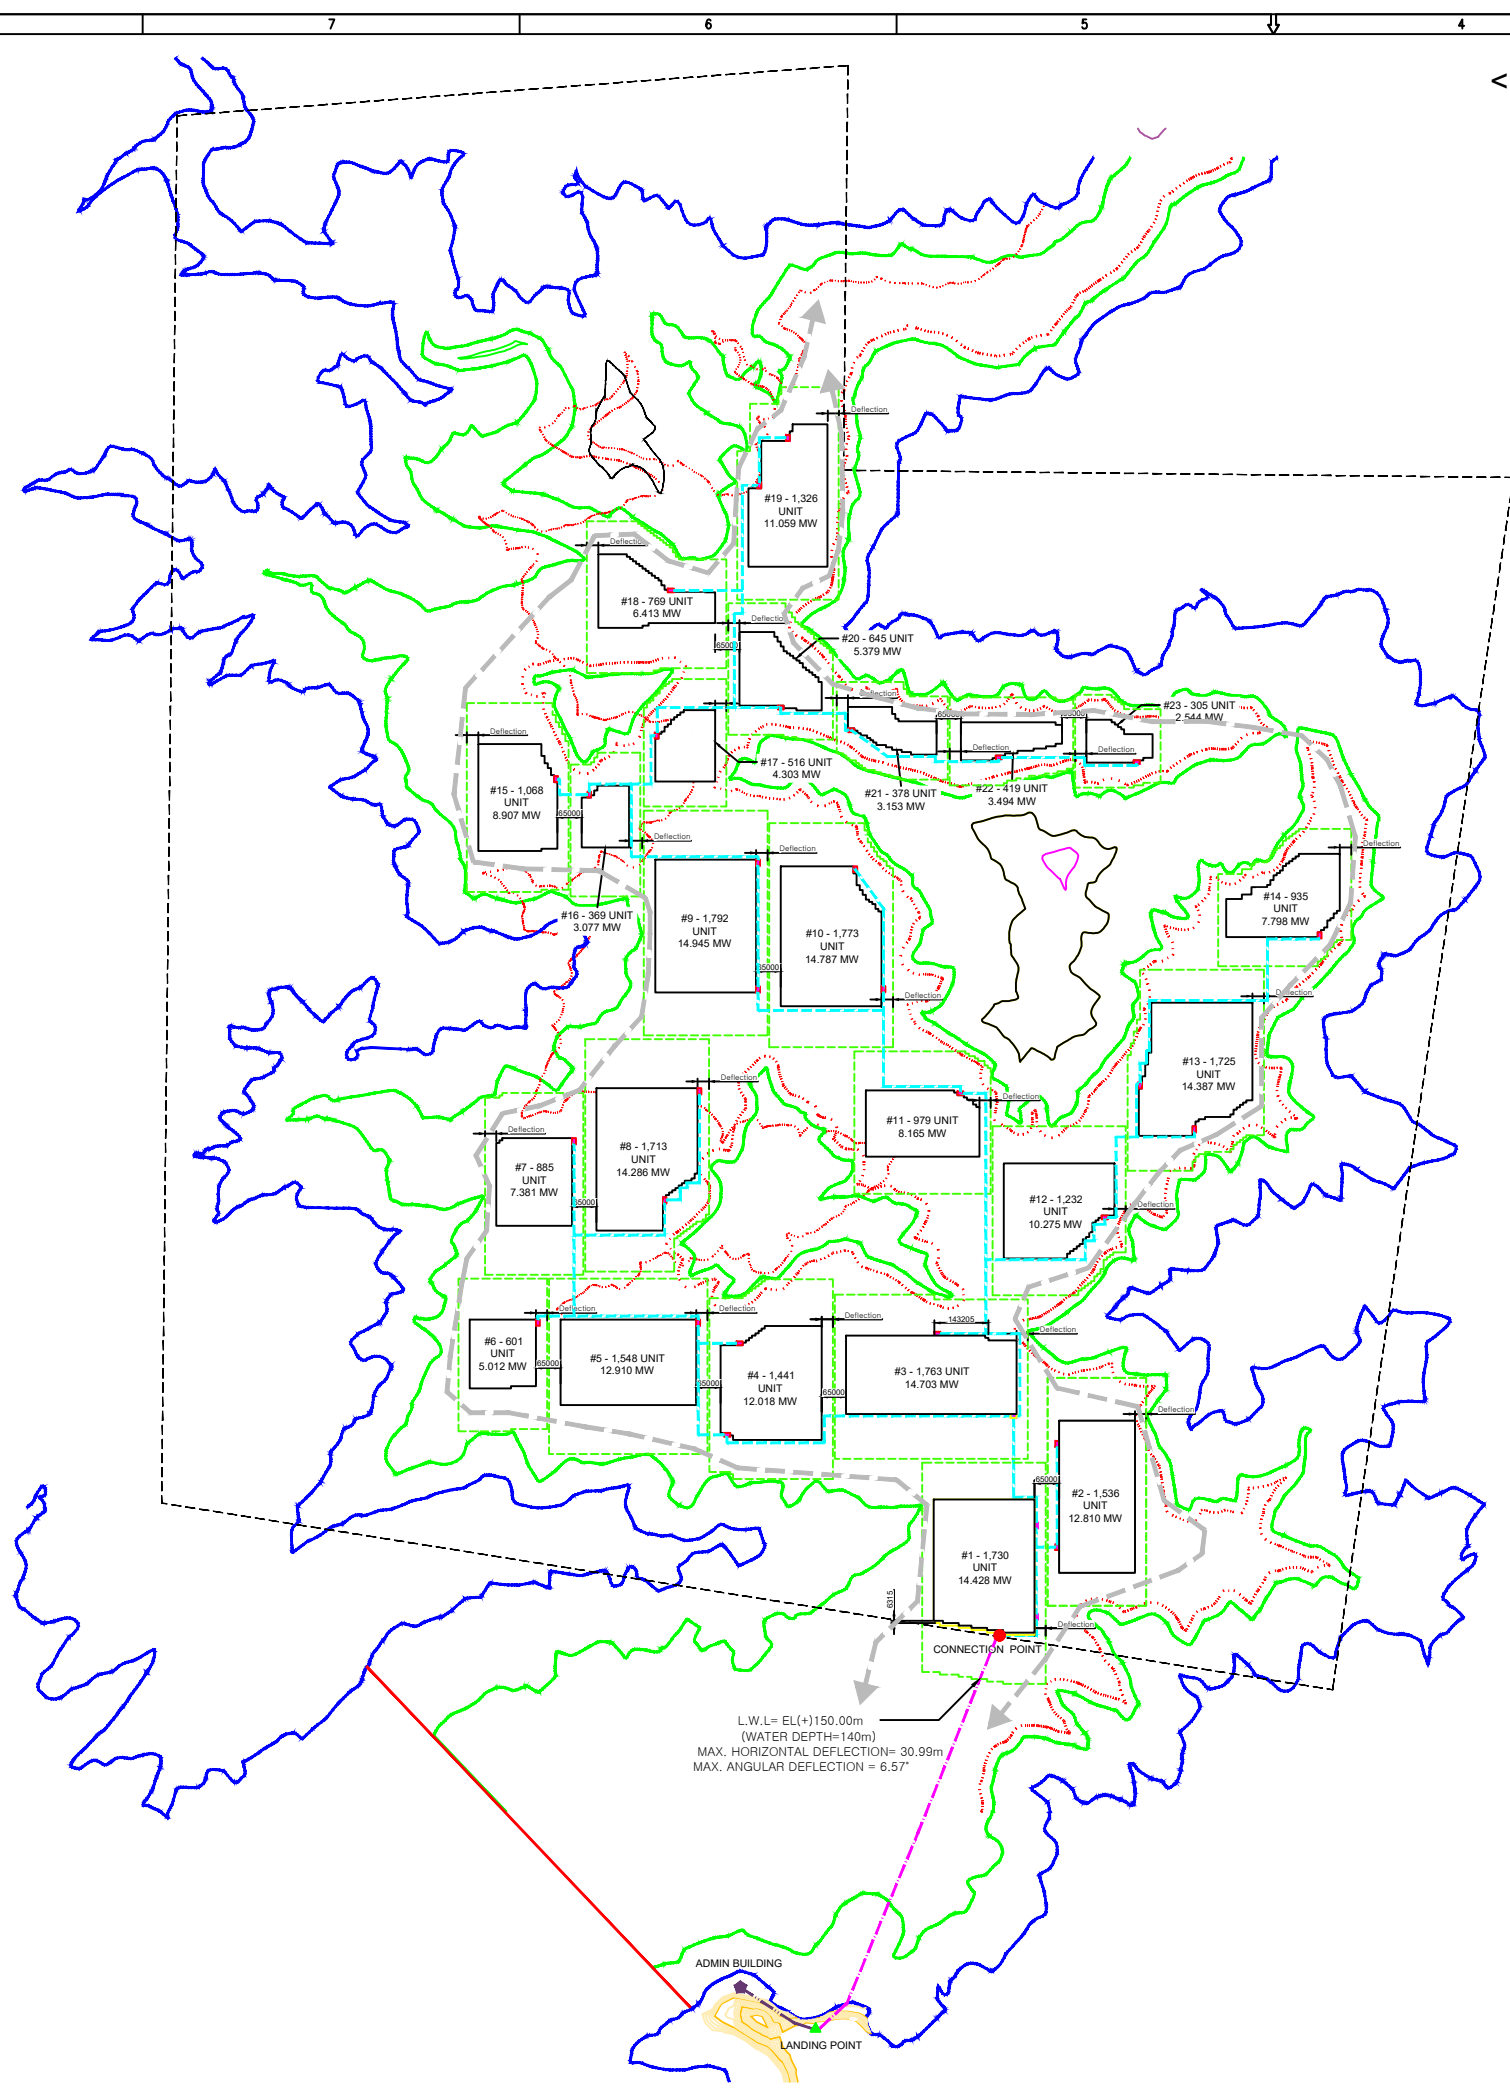 7
6
5
4
<
Deflection
#19 - 1,326
UNIT
11.059 MW
Deflection
#18 - 769 UNIT
6.413 MW
Deflection
65000
#20 - 645 UNIT
5.379 MW
Deflection
#23 - 305 UNIT
2.544 MW
65000
65000
Deflection
Deflection
Deflection
#17 - 516 UNIT
4.303 MW
#21 - 378 UNIT
3.153 MW
#22 - 419 UNIT
3.494 MW
#15 - 1,068
UNIT
8.907 MW
65000
Deflection
Deflection
Deflection
#16 - 369 UNIT
3.077 MW
#9 - 1,792
UNIT
14.945 MW
65000
#10 - 1,773
UNIT
14.787 MW
Deflection
#14 - 935
UNIT
7.798 MW
Deflection
#13 - 1,725
UNIT
14.387 MW
Deflection
Deflection
#11 - 979 UNIT
8.165 MW
Deflection
#7 - 885
UNIT
7.381 MW
65000
#8 - 1,713
UNIT
14.286 MW
#12 - 1,232
UNIT
10.275 MW
Deflection
Deflection
Deflection
143205
Deflection
#6 - 601
UNIT
5.012 MW
65000
#5 - 1,548 UNIT
12.910 MW
65000
#4 - 1,441
UNIT
12.018 MW
65000
#3 - 1,763 UNIT
14.703 MW
Deflection
65000
#2 - 1,536
UNIT
12.810 MW
#1 - 1,730
UNIT
14.428 MW
6315
Deflection
CONNECTION POINT
L.W.L= EL(+)150.00m
(WATER DEPTH=140m)
MAX. HORIZONTAL DEFLECTION= 30.99m
MAX. ANGULAR DEFLECTION = 6.57°
ADMIN BUILDING
LANDING POINT